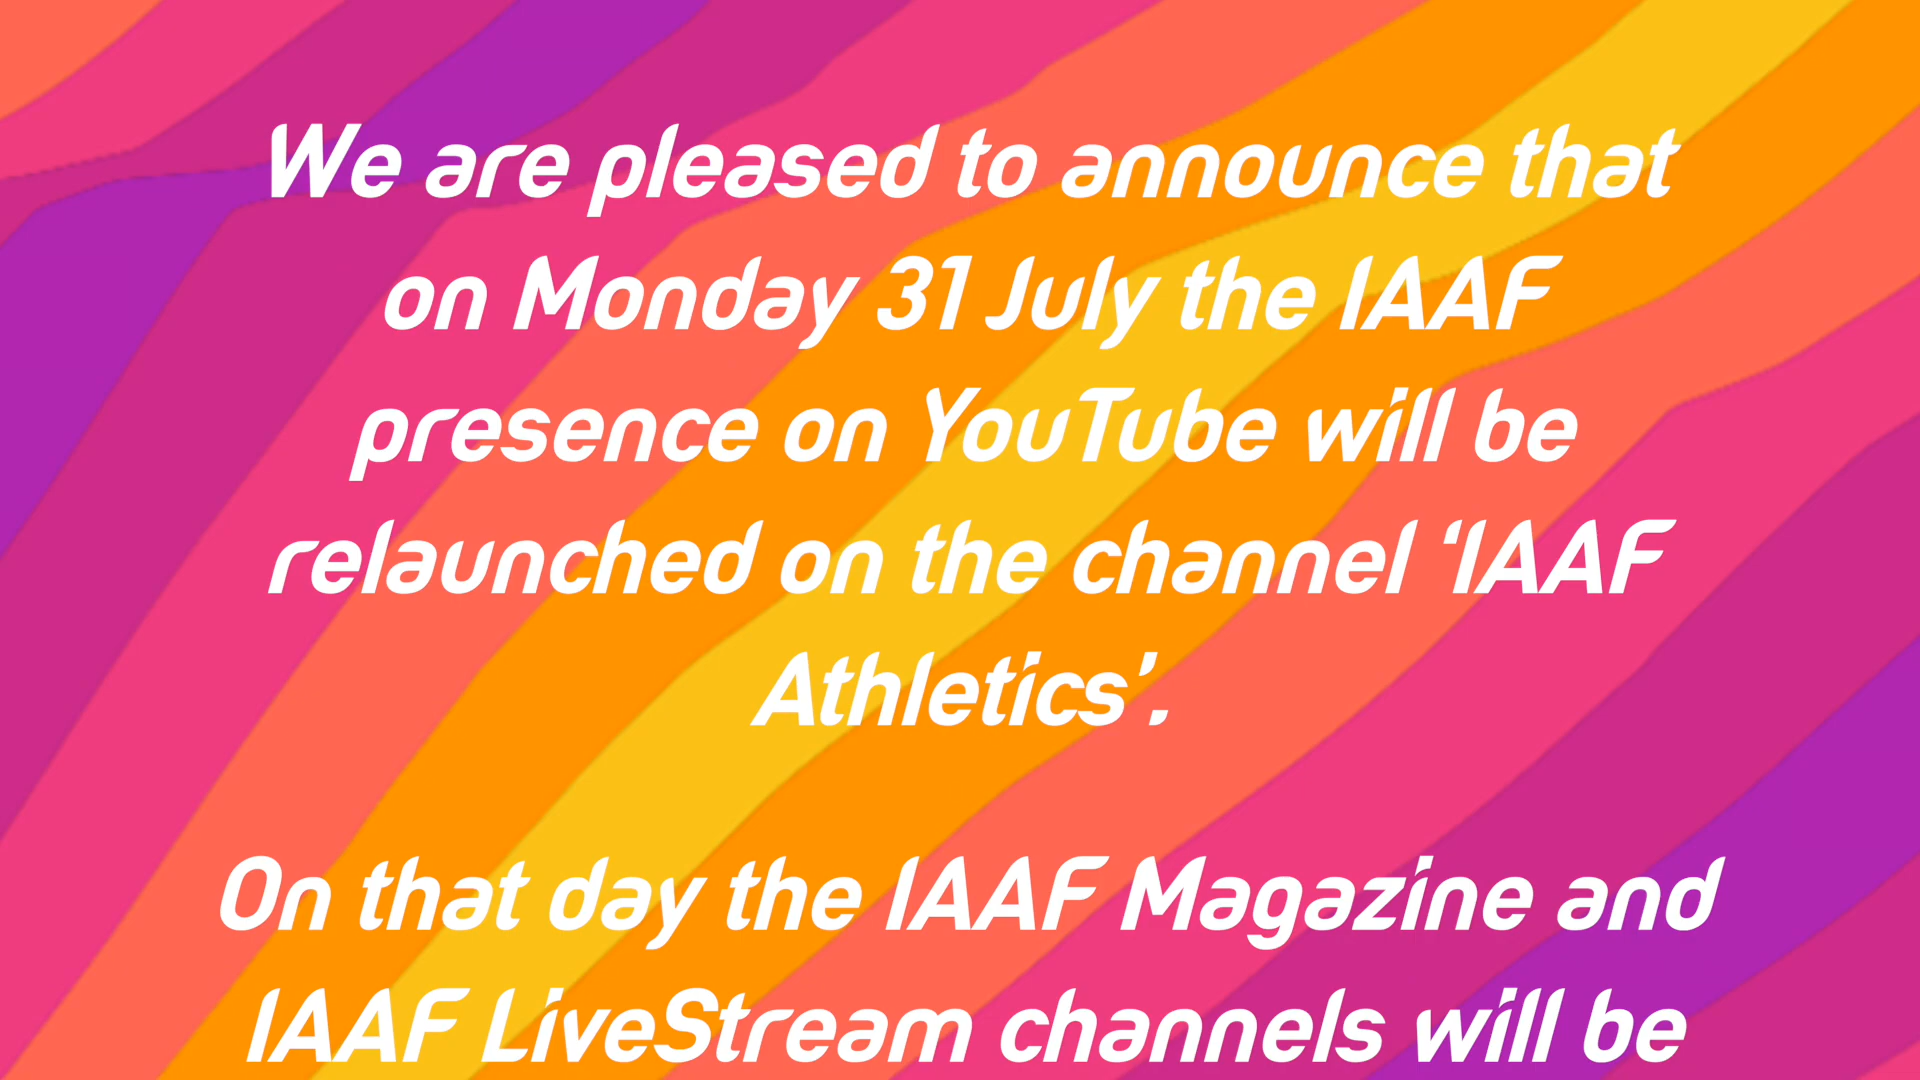 We are pleased to announce that
on Monday 31 July the IAAF
presence on YouTube will be
relaunched on the channel ‘IAAF
Athletics’.
On that day the IAAF Magazine and
IAAF LiveStream channels will be